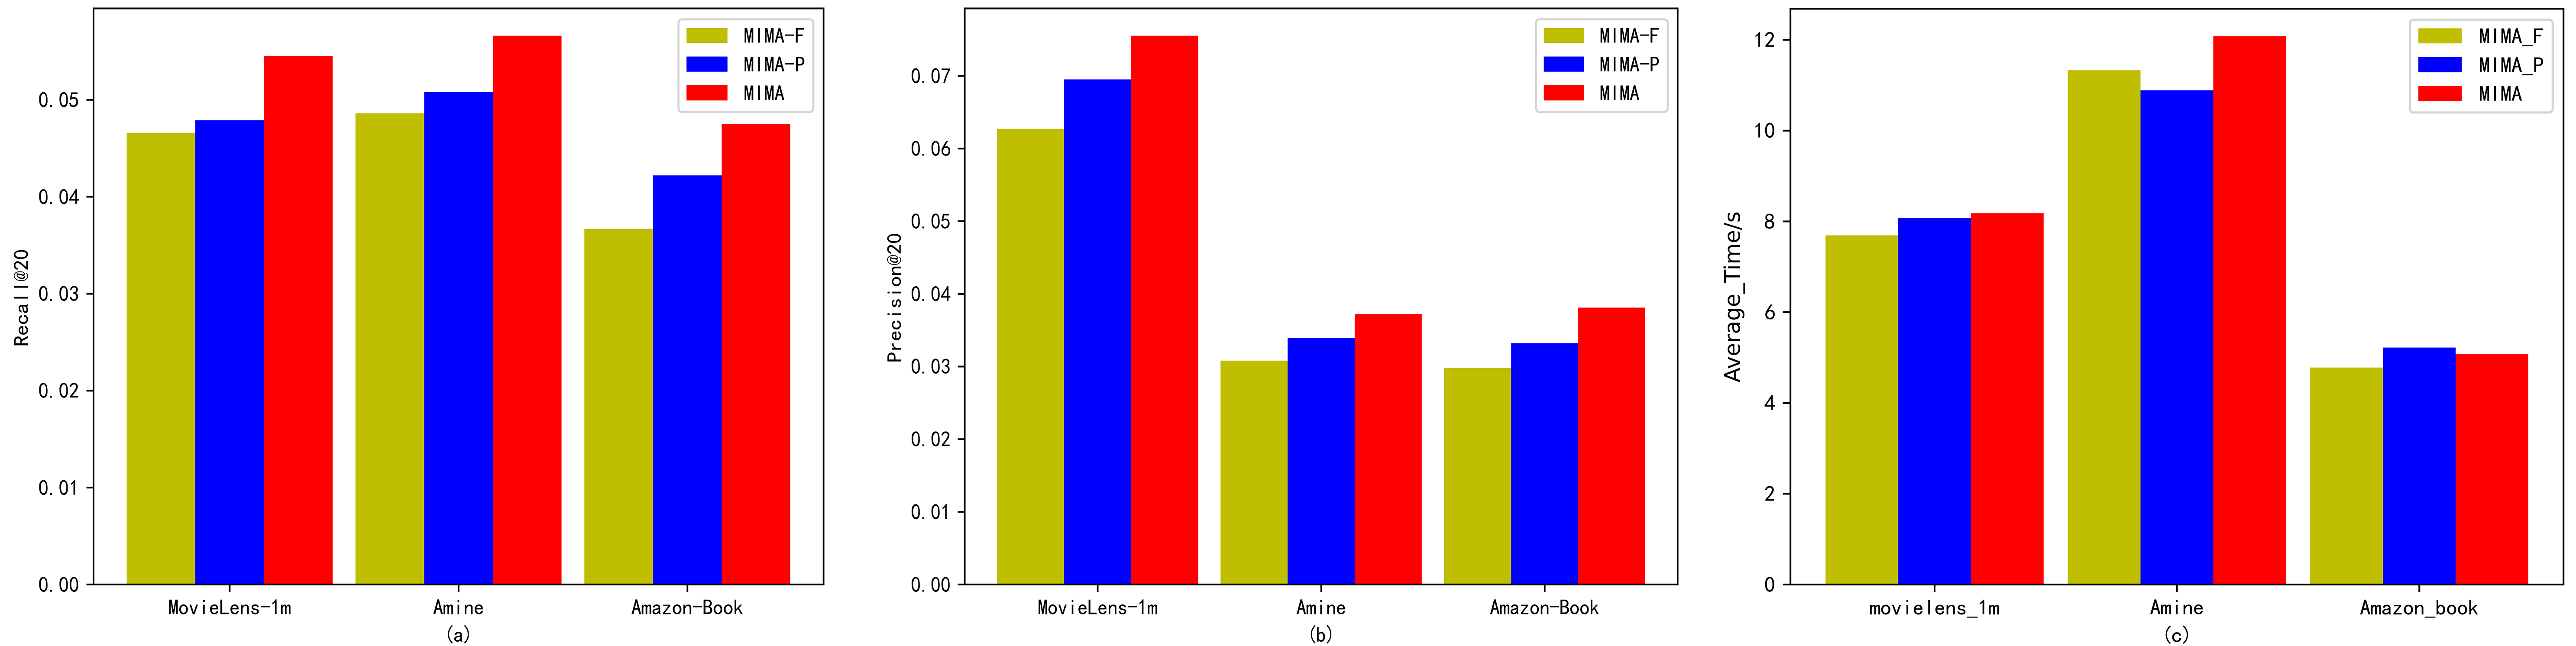 Recall@20
0.05
0.04
0.03
0.02
0.01
0.00
MIMA-F
MIMA-P
MIMA
MovieLens-1m
Amine
Amazon-Book
(a)
Precision@20
0.07
0.06
0.05
0.04
0.03
0.02
0.01
0.00
MIMA-F
MIMA-P
MIMA
MovieLens-1m
Amine
Amazon-Book
(b)
Average_Time/s
12
10
8
6
4
2
0
MIMA_F
MIMA_P
MIMA
movielens_1m
Amine
Amazon_book
(c)